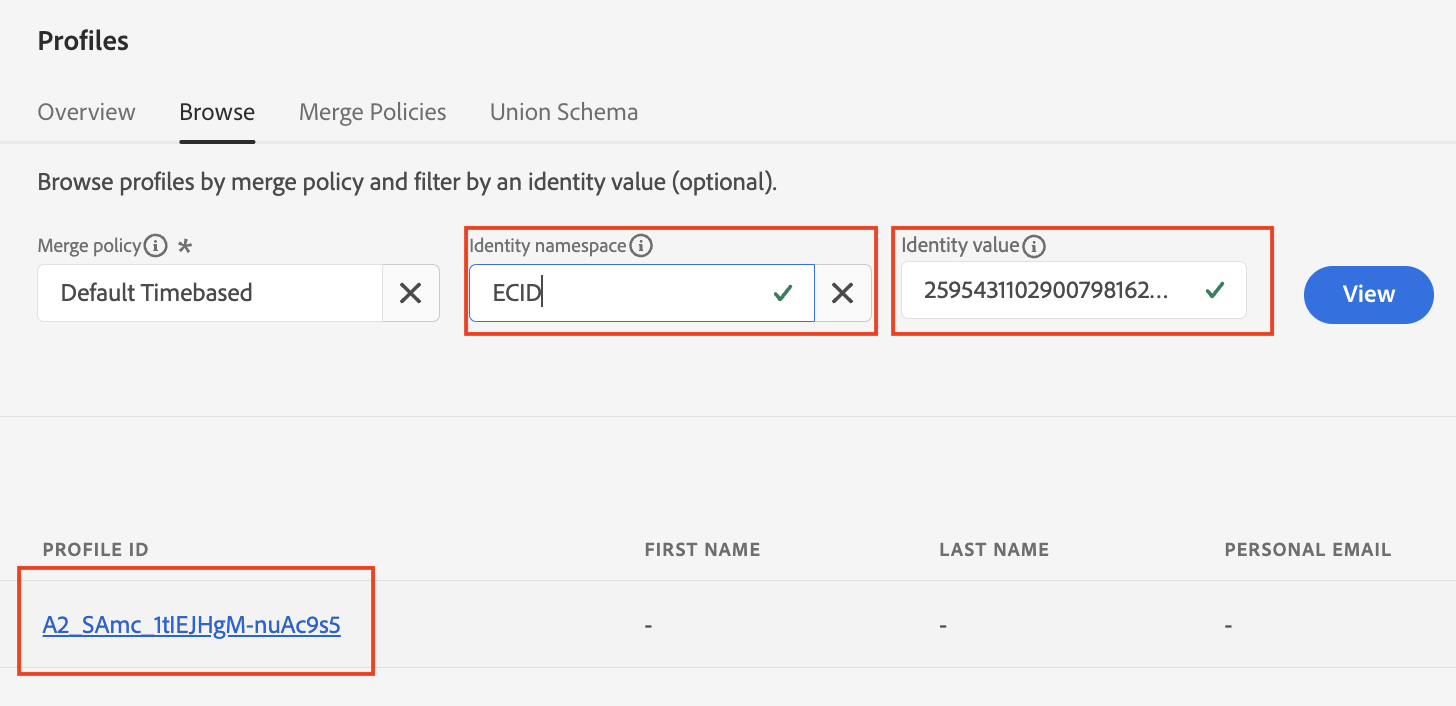 Profiles
Overview Browse Merge Policies Union Schema
Browse profiles by merge policy and filter by an identity value (optional).
Merge policy * Identity namespace Identity value
Default Timebased ECID 2595431102900798162... View
PROFILE ID FIRST NAME LAST NAME PERSONAL EMAIL
A2_SAmc_1tIEJHgM-nuAc9s5 - - -